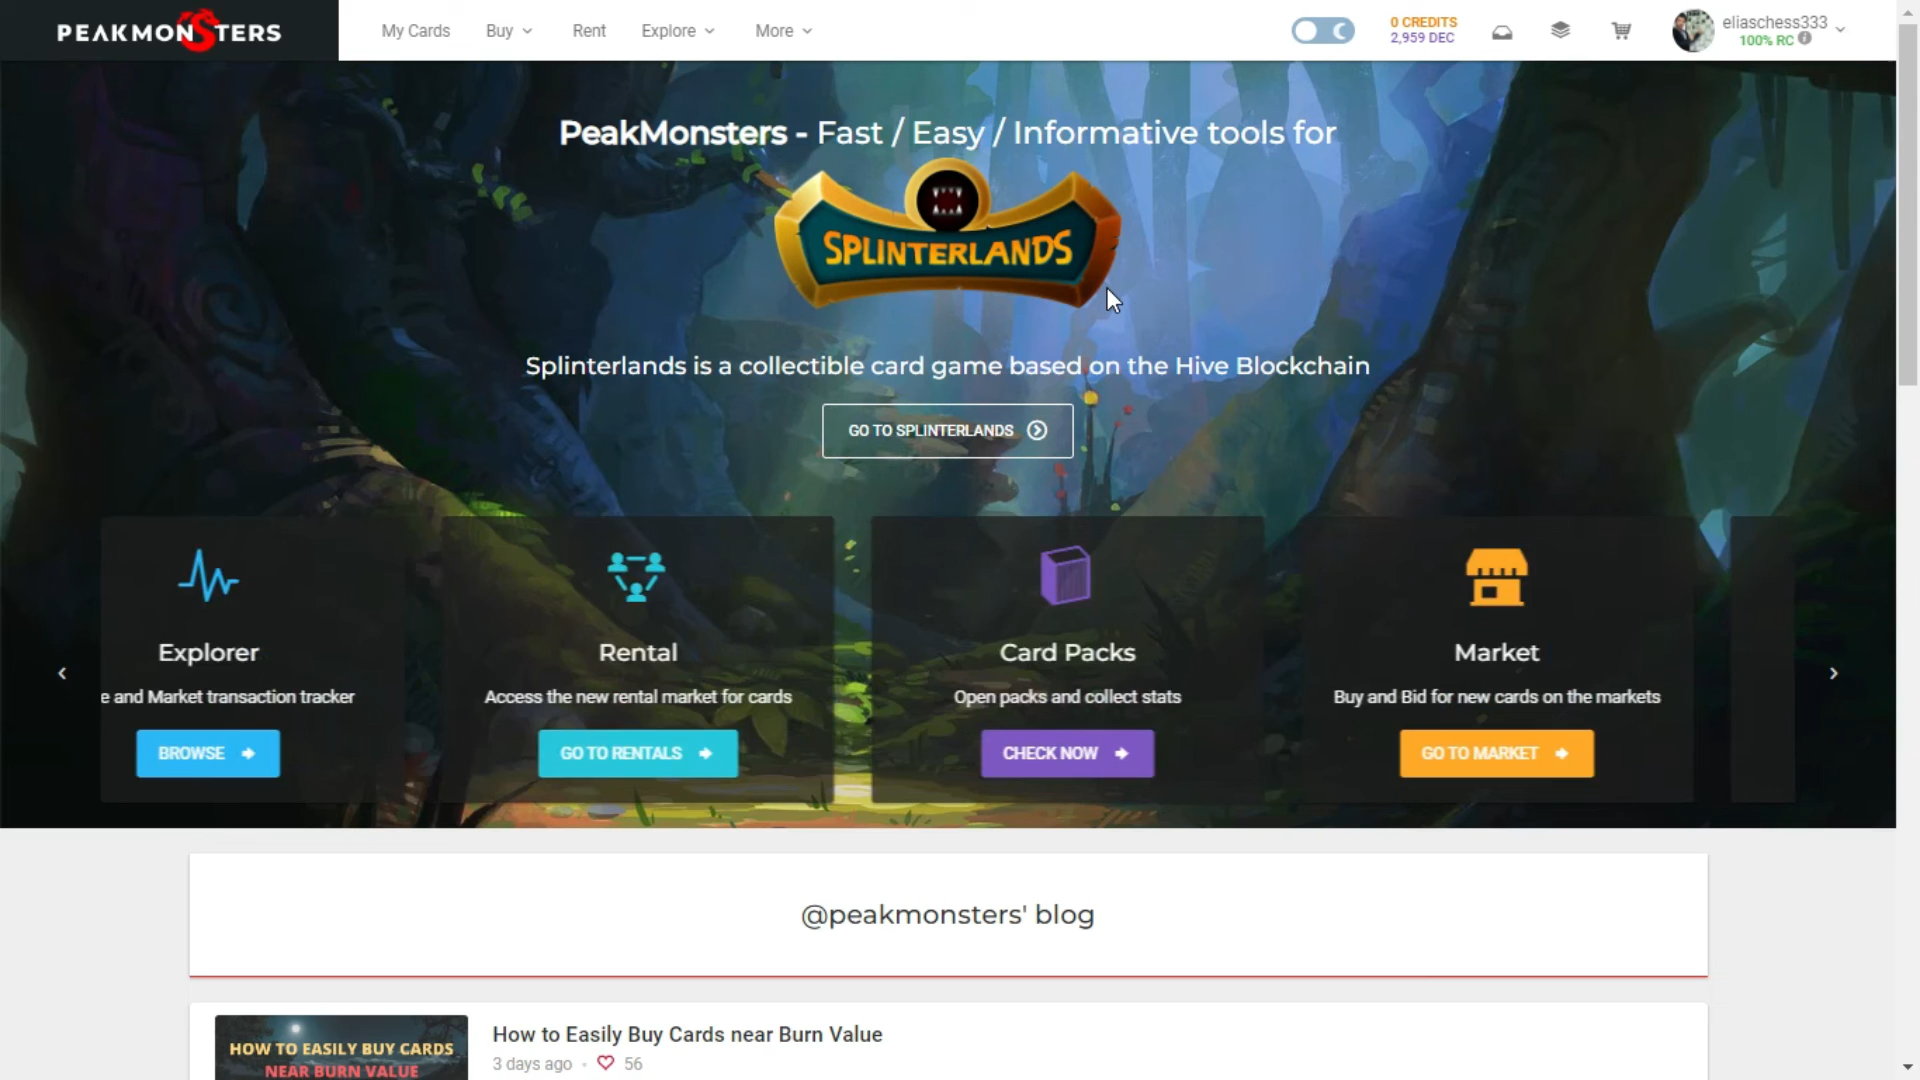 PEAKMONSTERS
My Cards
Buy
Rent
Explore
More
0 CREDITS
2,959 DEC
eliaschess333
100% RC
PeakMonsters - Fast / Easy / Informative tools for
SPLINTERLANDS
Splinterlands is a collectible card game based on the Hive Blockchain
GO TO SPLINTERLANDS
Explorer
e and Market transaction tracker
BROWSE
Rental
Access the new rental market for cards
GO TO RENTALS
Card Packs
Open packs and collect stats
CHECK NOW
Market
Buy and Bid for new cards on the markets
GO TO MARKET
@peakmonsters' blog
HOW TO EASILY BUY CARDS
NEAR BURN VALUE
How to Easily Buy Cards near Burn Value
3 days ago • 56